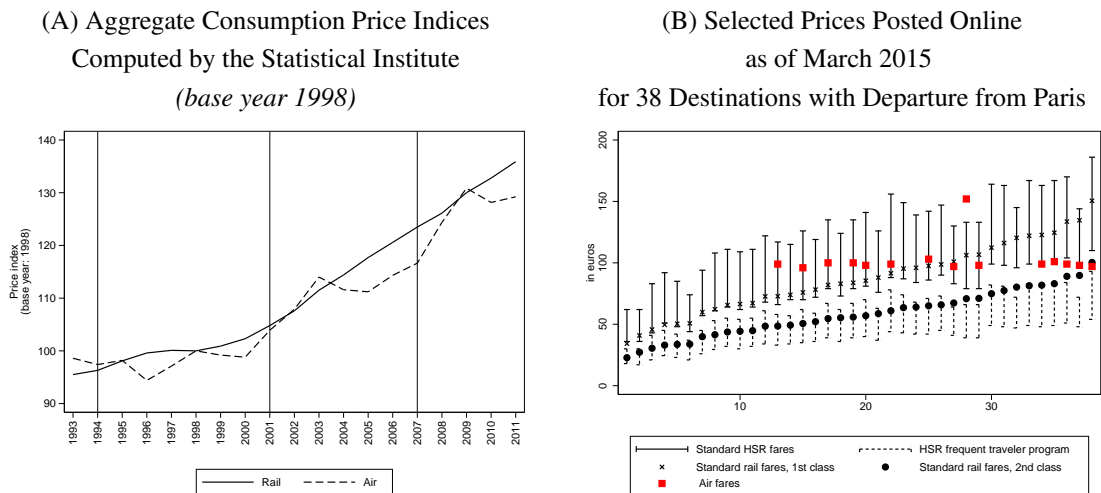 (A) Aggregate Consumption Price Indices
Computed by the Statistical Institute
(base year 1998)
140
130
120
110
100
90
Price index
(base year: 1998)
1993
1994
1995
1996
1997
1998
1999
2000
2001
2002
2003
2004
2005
2006
2007
2008
2009
2010
2011
Rail
Air
(B) Selected Prices Posted Online
as of March 2015
for 38 Destinations with Departure from Paris
200
150
100
50
0
in euros
10
20
30
Standard HSR fares
HSR frequent traveler program
Standard rail fares, 1st class
Standard rail fares, 2nd class
Air fares